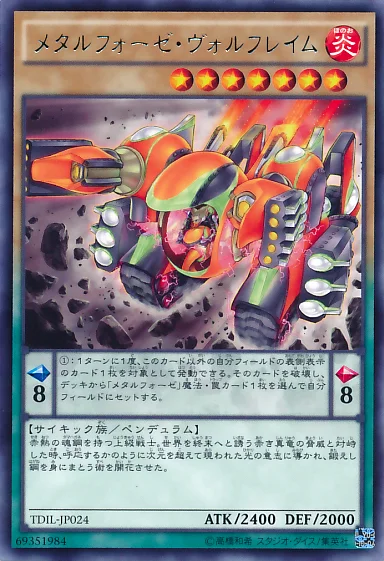 メタルフォーゼ・ヴォルフレイム
ほのお
炎
①:1ターンに1度、このカード以外の自分フィールドの表側表示
のカード1枚を対象として発動できる。そのカードを破壊し、
デッキから「メタルフォーゼ」魔法・罠カード1枚を選んで自分
フィールドにセットする。
8
8
【サイキック族/ペンデュラム】
赤熱の魂鋼を持つ上級戦士。世界を終末へと誘う赤き真竜の脅威と対峙
した時、呼応するかのように次元を超えて現われた光の意志に導かれ、鍛えし
鋼を身にまとう術を開花させた。
TDIL-JP024
ATK/2400 DEF/2000
69351984
©高橋和希 スタジオ・ダイス/集英社